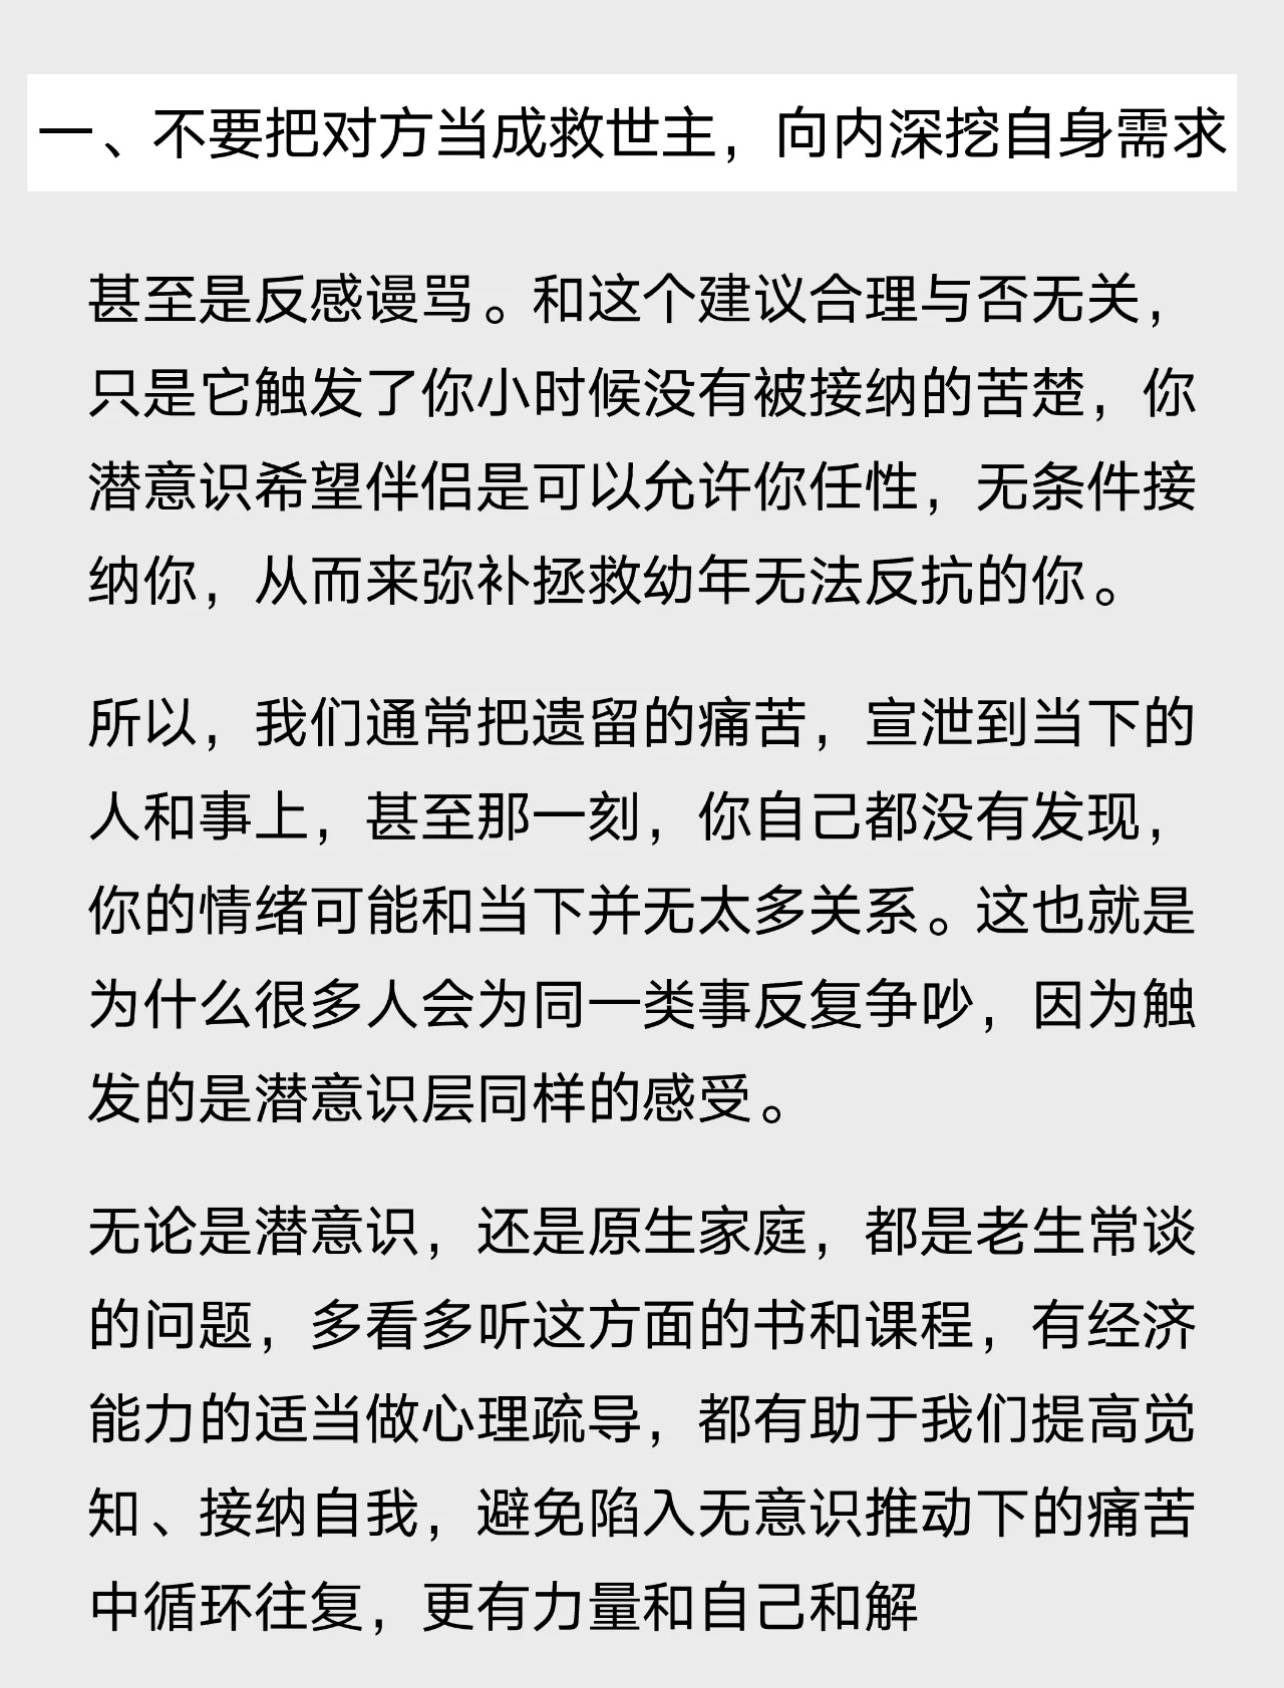 一、不要把对方当成救世主，向内深挖自身需求
甚至是反感谩骂。和这个建议合理与否无关，
只是它触发了你小时候没有被接纳的苦楚，你
潜意识希望伴侣是可以允许你任性，无条件接
纳你，从而来弥补拯救幼年无法反抗的你。
所以，我们通常把遗留的痛苦，宣泄到当下的
人和事上，甚至那一刻，你自己都没有发现，
你的情绪可能和当下并无太多关系。这也就是
为什么很多人会为同一类事反复争吵，因为触
发的是潜意识层同样的感受。
无论是潜意识，还是原生家庭，都是老生常谈
的问题，多看多听这方面的书和课程，有经济
能力的适当做心理疏导，都有助于我们提高觉
知、接纳自我，避免陷入无意识推动下的痛苦
中循环往复，更有力量和自己和解